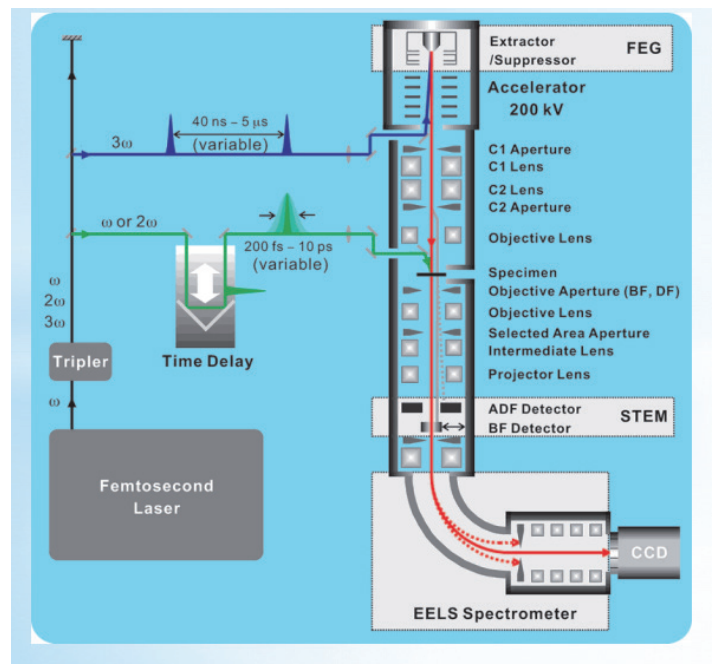 Extractor
/Suppressor
FEG
Accelerator
200 kV
40 ns – 5 μs
(variable)
3ω
C1 Aperture
C1 Lens
C2 Lens
C2 Aperture
ω or 2ω
200 fs – 10 ps
(variable)
Objective Lens
Specimen
Objective Aperture (BF, DF)
Objective Lens
Selected Area Aperture
Intermediate Lens
Projector Lens
ω
2ω
3ω
Tripler
Time Delay
ω
ADF Detector
BF Detector
STEM
Femtosecond
Laser
CCD
EELS Spectrometer